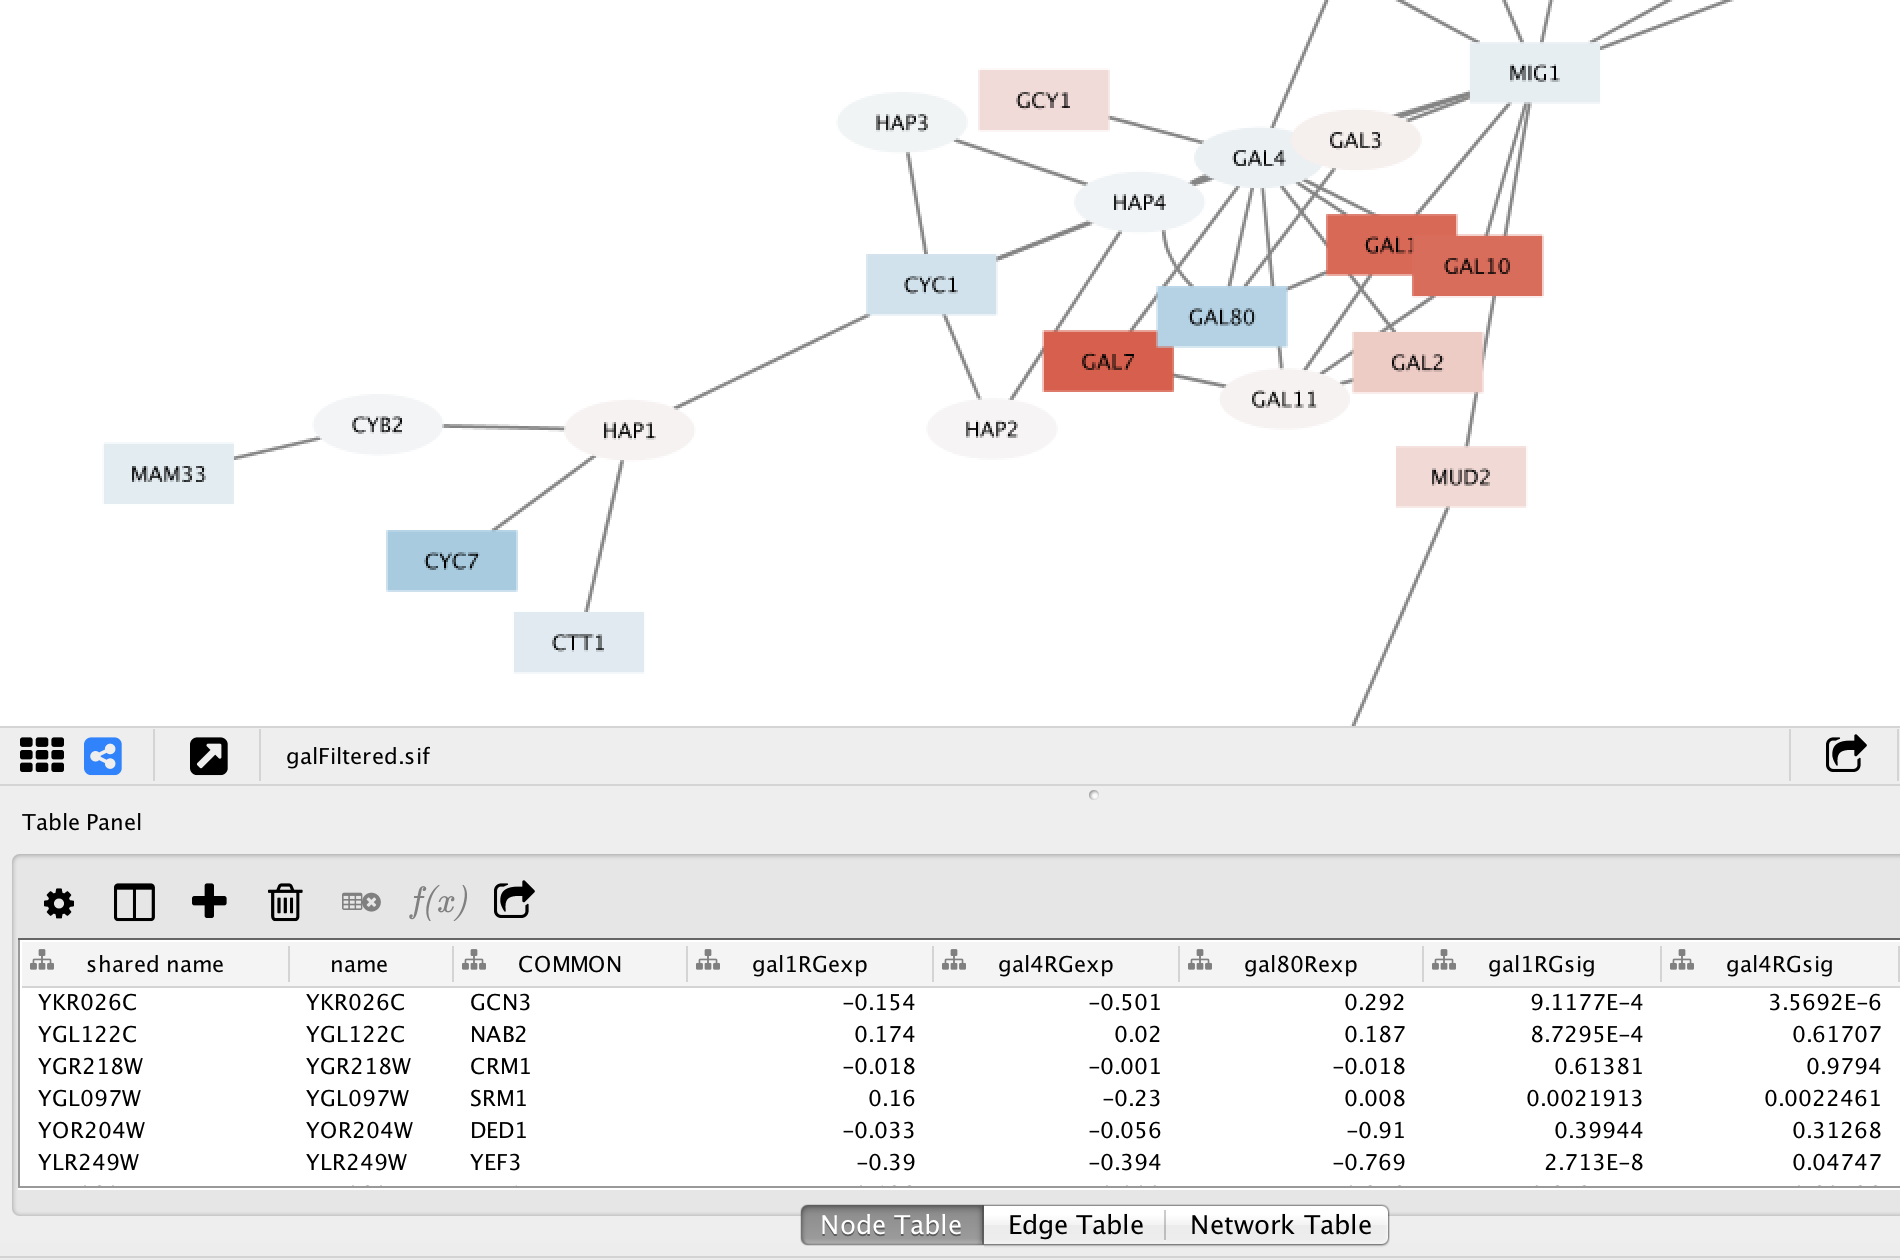 MIG1
GCY1
HAP3
GAL3
GAL4
HAP4
GAL1
GAL10
CYC1
GAL80
GAL7
GAL2
GAL11
CYB2
HAP1
HAP2
MAM33
MUD2
CYC7
CTT1
galFiltered.sif
Table Panel
f(x)
shared name name COMMON gal1RGexp gal4RGexp gal80Rexp gal1RGsig gal4RGsig
YKR026C YKR026C GCN3 -0.154 -0.501 0.292 9.1177E-4 3.5692E-6
YGL122C YGL122C NAB2 0.174 0.02 0.187 8.7295E-4 0.61707
YGR218W YGR218W CRM1 -0.018 -0.001 -0.018 0.61381 0.9794
YGL097W YGL097W SRM1 0.16 -0.23 0.008 0.0021913 0.0022461
YOR204W YOR204W DED1 -0.033 -0.056 -0.91 0.39944 0.31268
YLR249W YLR249W YEF3 -0.39 -0.394 -0.769 2.713E-8 0.04747
Node Table Edge Table Network Table